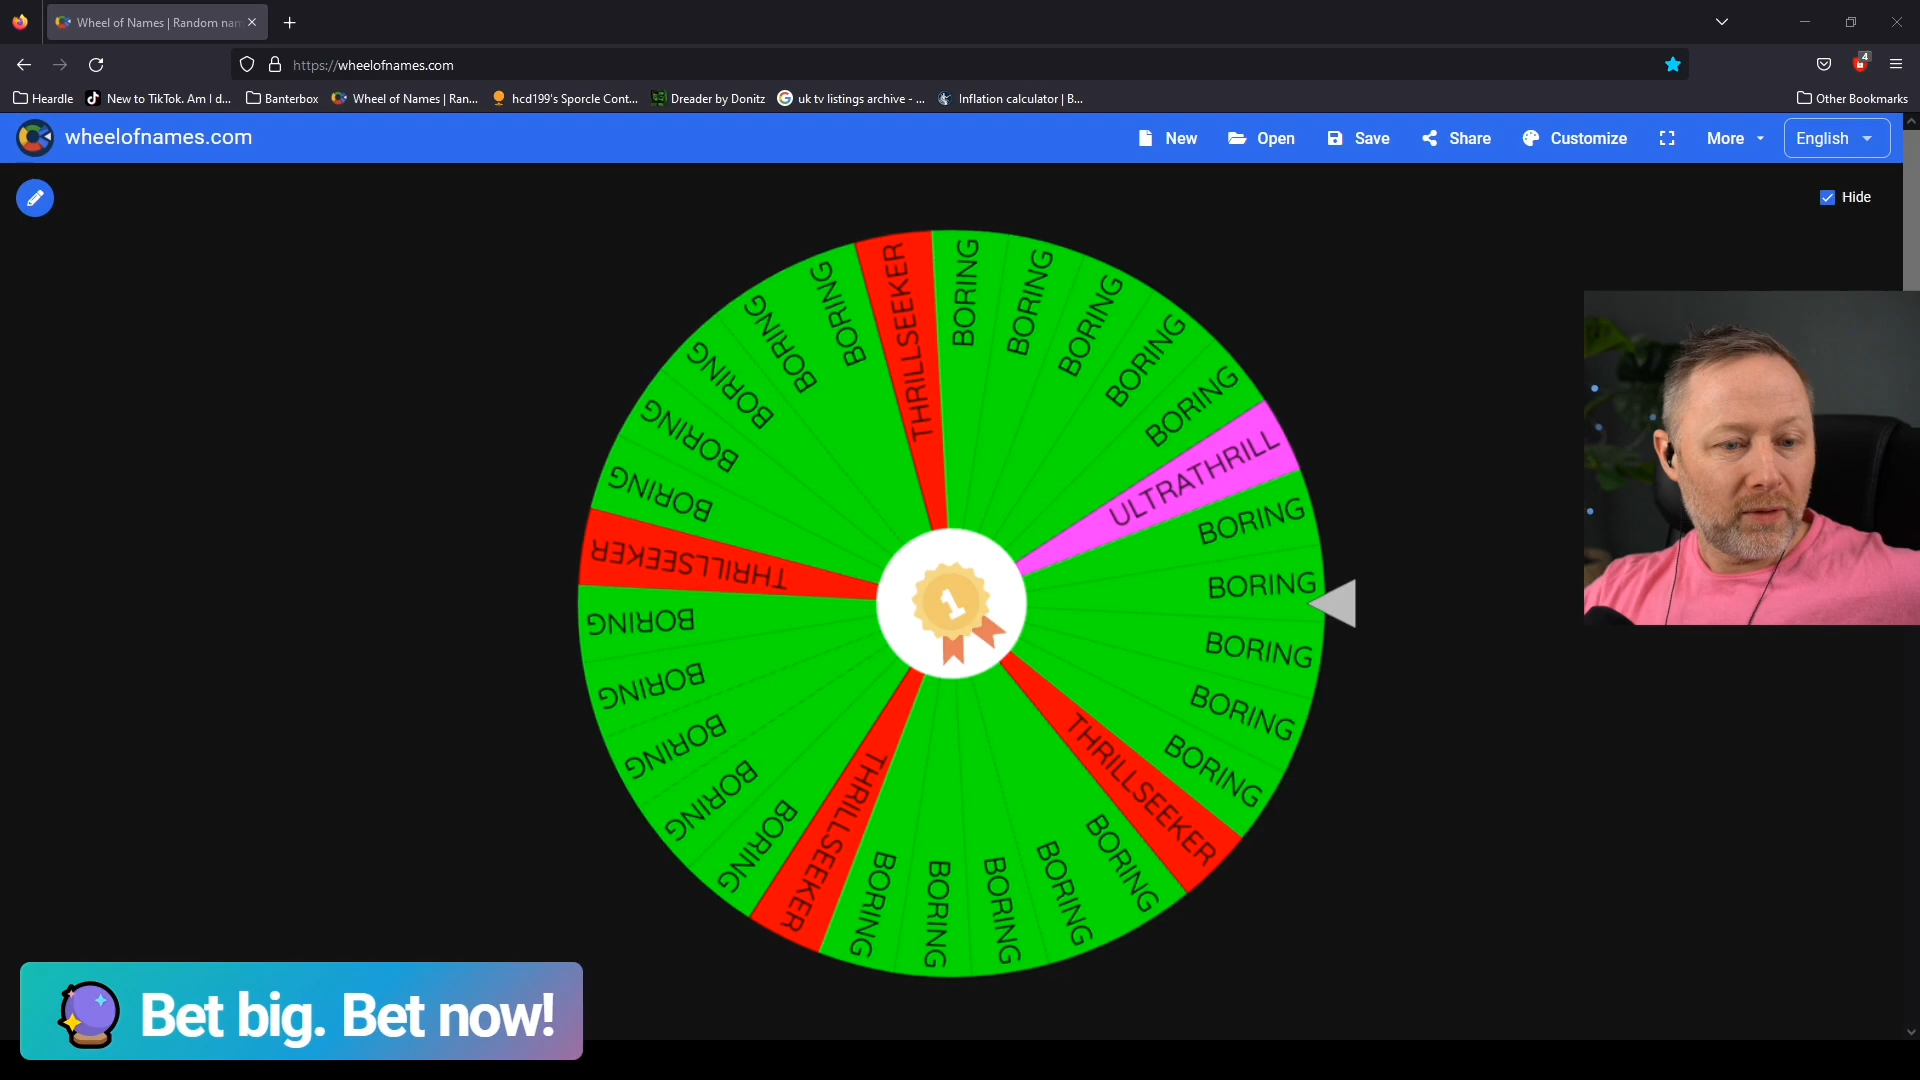 Wheel of Names | Random nam
https://wheelofnames.com
4
Heardle
New to TikTok. Am I d...
Banterbox
Wheel of Names | Ran...
hcd199's Sporcle Cont...
Dreader by Donitz
uk tv listings archive - ...
Inflation calculator | B...
Other Bookmarks
wheelofnames.com
New
Open
Save
Share
Customize
More
English
Hide
THRILLSEEKER
BORING
BORING
BORING
BORING
BORING
ULTRATHRILL
BORING
BORING
BORING
BORING
BORING
THRILLSEEKER
BORING
BORING
BORING
BORING
BORING
THRILLSEEKER
BORING
BORING
BORING
BORING
BORING
THRILLSEEKER
BORING
BORING
BORING
BORING
BORING
1
Bet big. Bet now!